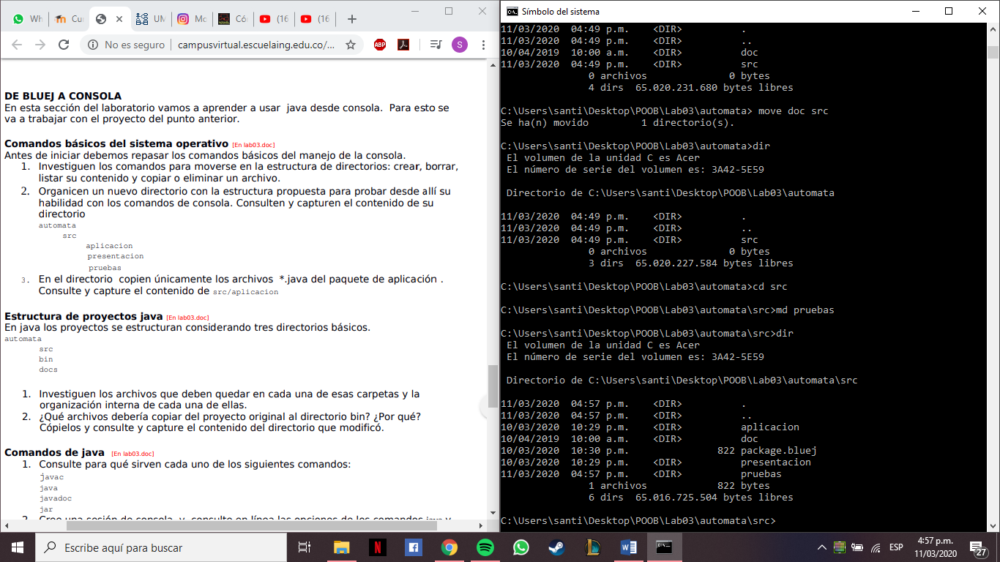 Wh
Cu
UM
Mc
Có
(16
(16
No es seguro
campusvirtual.escuelaing.edu.co/...
ABP
S
DE BLUEJ A CONSOLA
En esta sección del laboratorio vamos a aprender a usar java desde consola. Para esto se
va a trabajar con el proyecto del punto anterior.
Comandos básicos del sistema operativo [En lab03.doc]
Antes de iniciar debemos repasar los comandos básicos del manejo de la consola.
1. Investiguen los comandos para moverse en la estructura de directorios: crear, borrar,
listar su contenido y copiar o eliminar un archivo.
2. Organicen un nuevo directorio con la estructura propuesta para probar desde allí su
habilidad con los comandos de consola. Consulten y capturen el contenido de su
directorio
automata
src
aplicacion
presentacion
pruebas
3. En el directorio copien únicamente los archivos *.java del paquete de aplicación .
Consulte y capture el contenido de src/aplicacion
Estructura de proyectos java [En lab03.doc]
En java los proyectos se estructuran considerando tres directorios básicos.
automata
src
bin
docs
1. Investiguen los archivos que deben quedar en cada una de esas carpetas y la
organización interna de cada una de ellas.
2. ¿Qué archivos debería copiar del proyecto original al directorio bin? ¿Por qué?
Cópielos y consulte y capture el contenido del directorio que modificó.
Comandos de java [En lab03.doc]
1. Consulte para qué sirven cada uno de los siguientes comandos:
javac
java
javadoc
jar
2. Cree una sesión de consola y consulte en línea las opciones de los comandos java y
Símbolo del sistema
11/03/2020 04:49 p.m. <DIR> .
11/03/2020 04:49 p.m. <DIR> ..
10/04/2019 10:00 a.m. <DIR> doc
11/03/2020 04:49 p.m. <DIR> src
0 archivos 0 bytes
4 dirs 65.020.231.680 bytes libres
C:\Users\santi\Desktop\POOB\Lab03\automata> move doc src
Se ha(n) movido 1 directorio(s).
C:\Users\santi\Desktop\POOB\Lab03\automata>dir
El volumen de la unidad C es Acer
El número de serie del volumen es: 3A42-5E59
Directorio de C:\Users\santi\Desktop\POOB\Lab03\automata
11/03/2020 04:49 p.m. <DIR> .
11/03/2020 04:49 p.m. <DIR> ..
11/03/2020 04:49 p.m. <DIR> src
0 archivos 0 bytes
3 dirs 65.020.227.584 bytes libres
C:\Users\santi\Desktop\POOB\Lab03\automata>cd src
C:\Users\santi\Desktop\POOB\Lab03\automata\src>md pruebas
C:\Users\santi\Desktop\POOB\Lab03\automata\src>dir
El volumen de la unidad C es Acer
El número de serie del volumen es: 3A42-5E59
Directorio de C:\Users\santi\Desktop\POOB\Lab03\automata\src
11/03/2020 04:57 p.m. <DIR> .
11/03/2020 04:57 p.m. <DIR> ..
10/03/2020 10:29 p.m. <DIR> aplicacion
10/04/2019 10:00 a.m. <DIR> doc
10/03/2020 10:30 p.m. 822 package.bluej
10/03/2020 10:29 p.m. <DIR> presentacion
11/03/2020 04:57 p.m. <DIR> pruebas
1 archivos 822 bytes
6 dirs 65.016.725.504 bytes libres
C:\Users\santi\Desktop\POOB\Lab03\automata\src>
Escribe aquí para buscar
ESP
4:57 p.m.
11/03/2020
27